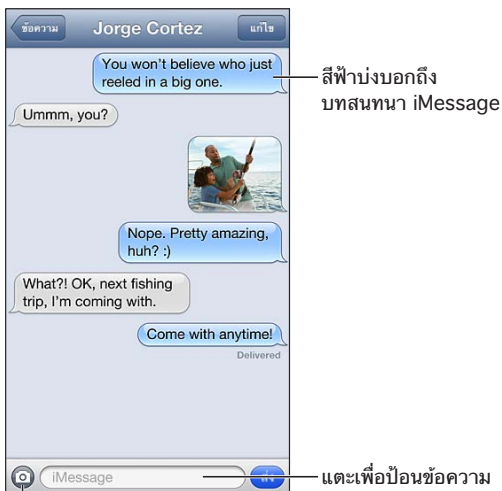 ข้อความ
Jorge Cortez
แก้ไข
You won't believe who just
reeled in a big one.
สีฟ้าบ่งบอกถึง
บทสนทนา iMessage
Ummm, you?
Nope. Pretty amazing,
huh? :)
What?! OK, next fishing
trip, I'm coming with.
Come with anytime!
Delivered
iMessage
ส่ง
แตะเพื่อป้อนข้อความ